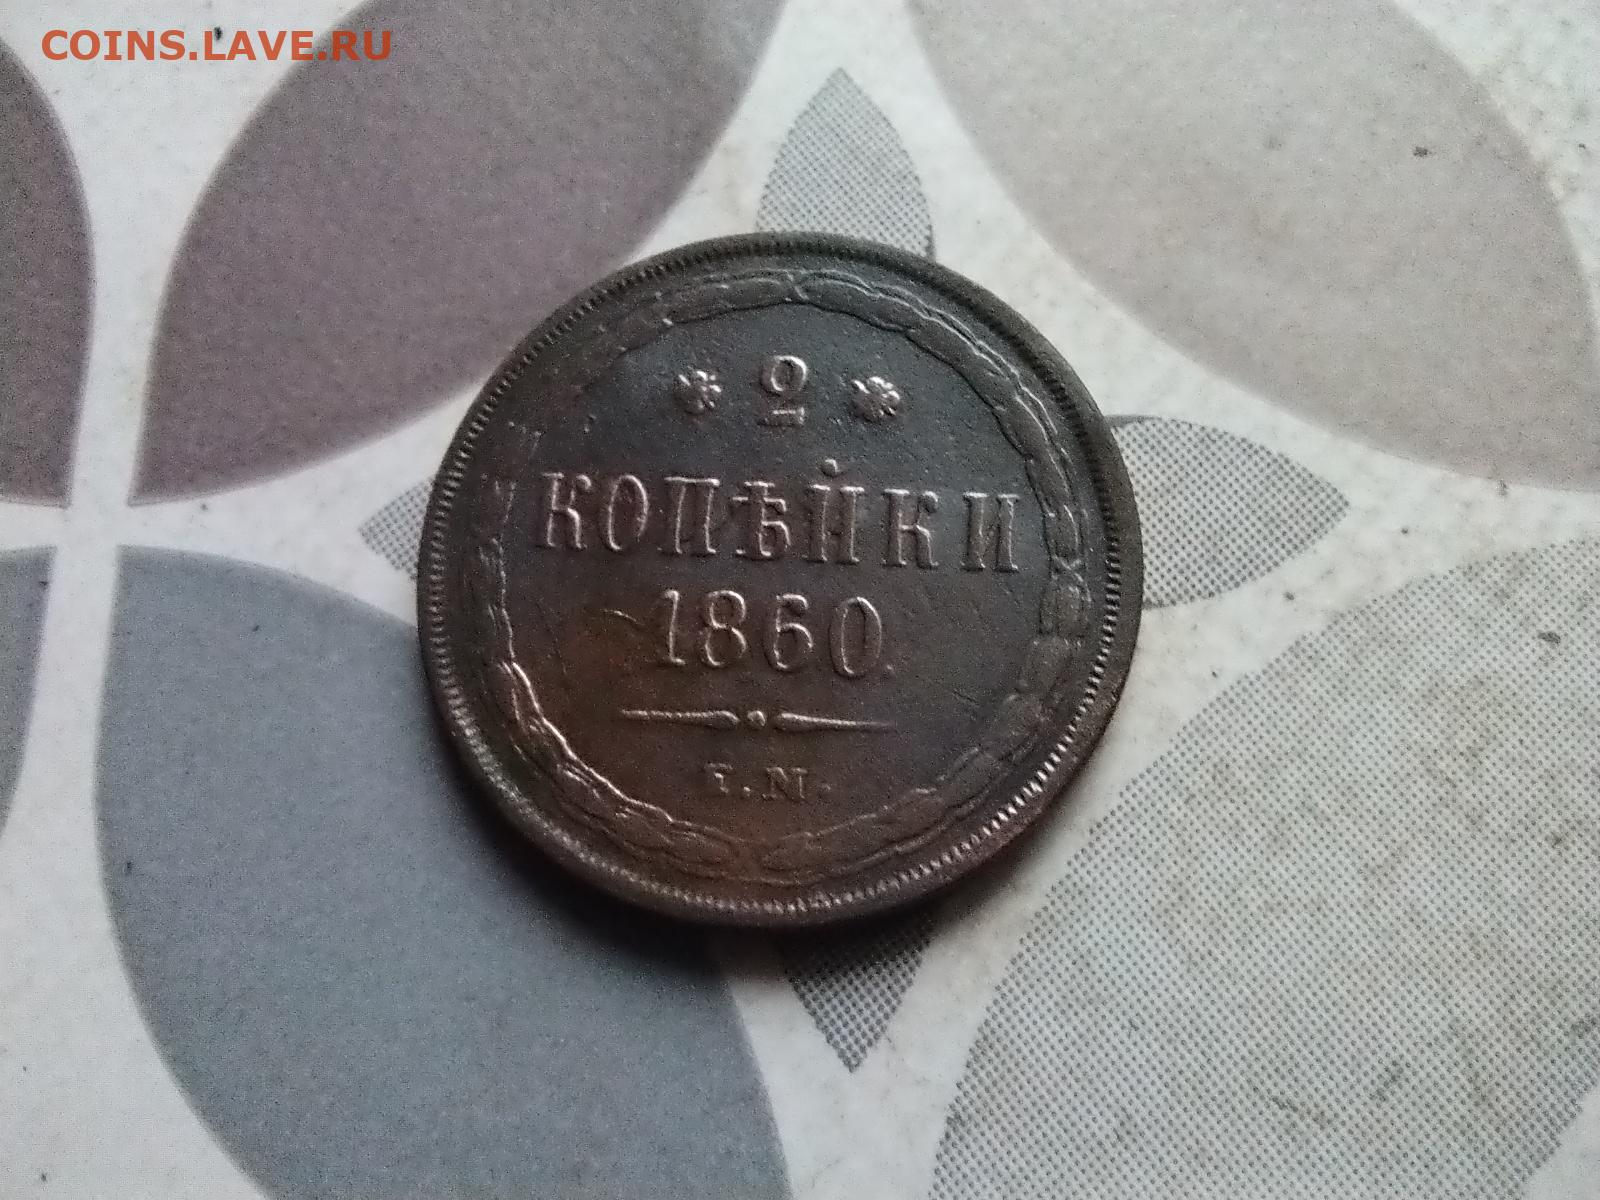 COINS.LAVE.RU
2
КОПѢЙКИ
1860.
Е.М.